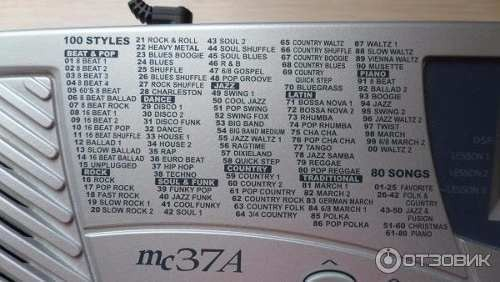 100 STYLES
BEAT & POP
01 8 BEAT 1
02 8 BEAT 2
03 8 BEAT 3
04 8 BEAT 4
05 60'S 8 BEAT
06 8 BEAT BALLAD
07 8 BEAT ROCK
08 16 BEAT 1
09 16 BEAT 2
10 16 BEAT POP
11 16 BEAT SHUFFLE
12 BALLAD 1
13 SLOW BALLAD
14 16 BEAT BALLAD
15 UNPLUGGED
ROCK
16 ROCK
17 POP ROCK
18 FAST ROCK
19 SLOW ROCK 1
20 SLOW ROCK 2
21 ROCK & ROLL
22 HEAVY METAL
23 BLUES BOOGIE
24 BLUES
25 SLOW BLUES
26 SHUFFLE
27 SHUFFLE ROCK
28 CHARLESTON
DANCE
29 DISCO 1
30 DISCO 2
31 DISCO FUNK
32 DANCE
33 HOUSE 1
34 HOUSE 2
35 RAP
36 EURO BEAT
37 HIP HOP
38 TECHNO
SOUL & FUNK
39 FUNKY POP
40 JAZZ FUNK
41 COOL FUNKY
42 SOUL 1
43 SOUL 2
44 SOUL SHUFFLE
45 SOUL BLUES
46 R & B
47 6/8 GOSPEL
48 POP GROOVE
JAZZ
49 SWING 1
50 COOL JAZZ
51 POP SWING
52 SWING FOX
53 BIG BAND
54 BIG BAND MEDIUM
55 JAZZ WALTZ 1
56 RAGTIME
57 DIXIELAND
58 QUICK STEP
COUNTRY
59 COUNTRY 1
60 COUNTRY 2
61 COUNTRY POP
62 COUNTRY ROCK
63 COUNTRY FOLK
64 3/4 COUNTRY
65 COUNTRY WALTZ
66 COUNTRY SHUFFLE
67 COUNTRY BOOGIE
68 COUNTRY BLUES
69 COUNTRY
QUICK STEP
70 BLUEGRASS
LATIN
71 BOSSA NOVA 1
72 BOSSA NOVA 2
73 RHUMBA
74 POP RHUMBA
75 CHA CHA
76 POP CHA CHA
77 TANGO
78 JAZZ SAMBA
79 REGGAE
80 POP REGGAE
TRADITIONAL
81 MARCH 1
82 MARCH 2
83 GERMAN MARCH
84 6/8 MARCH 1
85 POLKA
86 POP POLKA
87 WALTZ 1
88 SLOW WALTZ
89 VIENNA WALTZ
90 MUSETTE
PIANO
91 8 BEAT
92 BALLAD
93 BOOGIE
94 JAZZ
95 SWING
96 JAZZ WALTZ 2
97 TWIST
98 MARCH 3
99 6/8 MARCH 2
00 WALTZ 2
80 SONGS
01-25 FAVORITE
26-42 FOLK &
COUNTRY
43-50 JAZZ &
FUSION
51-60 CHRISTMAS
61-80 PIANO
LESSON
LESSON
LESSON
mc37A
ОТЗОВИК